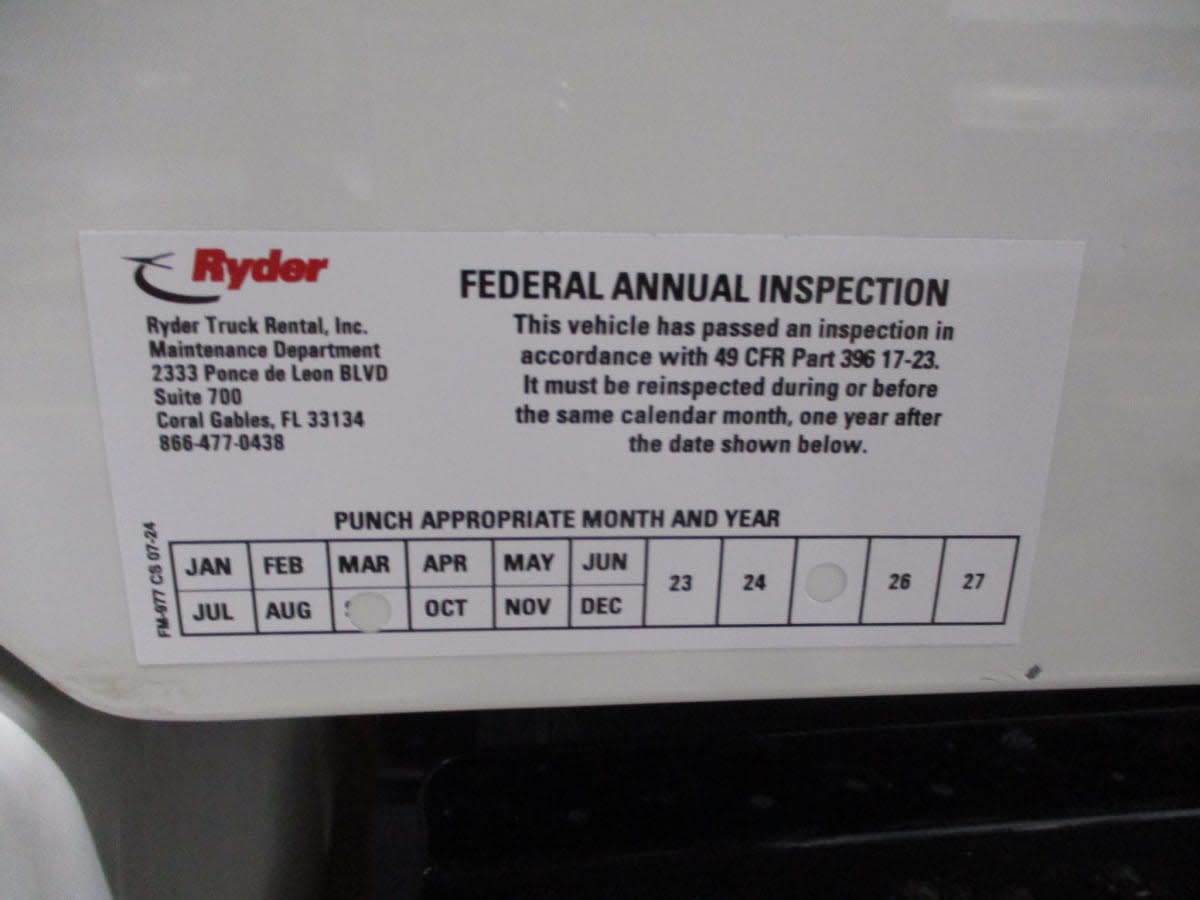 Ryder
Ryder Truck Rental, Inc.
Maintenance Department
2333 Ponce de Leon BLVD
Suite 700
Coral Gables, FL 33134
866-477-0438
FEDERAL ANNUAL INSPECTION
This vehicle has passed an inspection in
accordance with 49 CFR Part 396 17-23.
It must be reinspected during or before
the same calendar month, one year after
the date shown below.
PUNCH APPROPRIATE MONTH AND YEAR
FM-977 CS 07-24
JAN FEB MAR APR MAY JUN
23 24 26 27
JUL AUG OCT NOV DEC